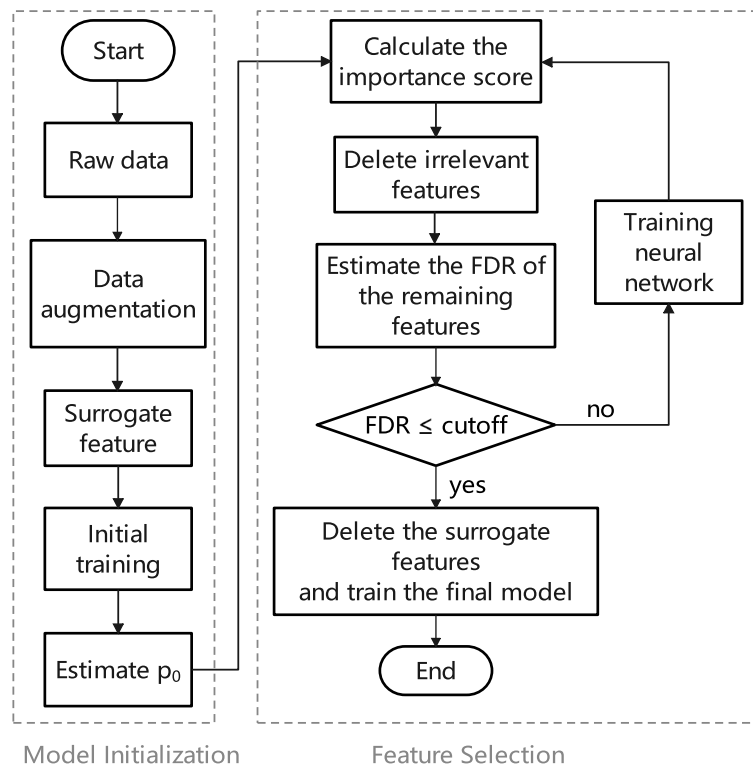 Start
Raw data
Data
augmentation
Surrogate
feature
Initial
training
Estimate p₀
Model Initialization
Calculate the
importance score
Delete irrelevant
features
Estimate the FDR of
the remaining
features
FDR ≤ cutoff
no
Training
neural
network
yes
Delete the surrogate
features
and train the final model
End
Feature Selection